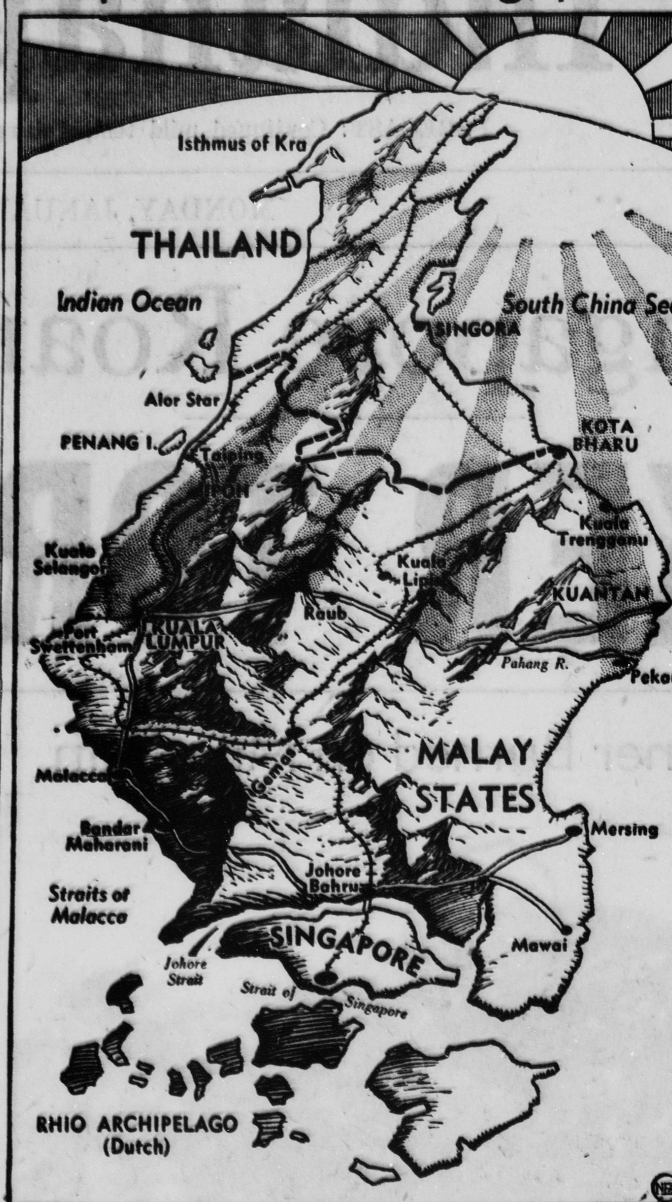 Isthmus of Kra
MONDAY,
THAILAND
Indian Ocean
South China Sea
SINGORA
Alor Star
PENANG I.
Taiping
IPOH
KOTA
BHARU
Kuala
Trengganu
Kuala
Selangor
Kuala
Lipis
KUANTAN
Raub
KUALA
LUMPUR
Port
Swettenham
Pahang R.
Gemas
Malacca
MALAY
STATES
Mersing
Bandar
Maharani
Johore
Bahru
Straits of
Malacca
SINGAPORE
Mawai
Johore
Strait
Strait of
Singapore
RHIO ARCHIPELAGO
(Dutch)